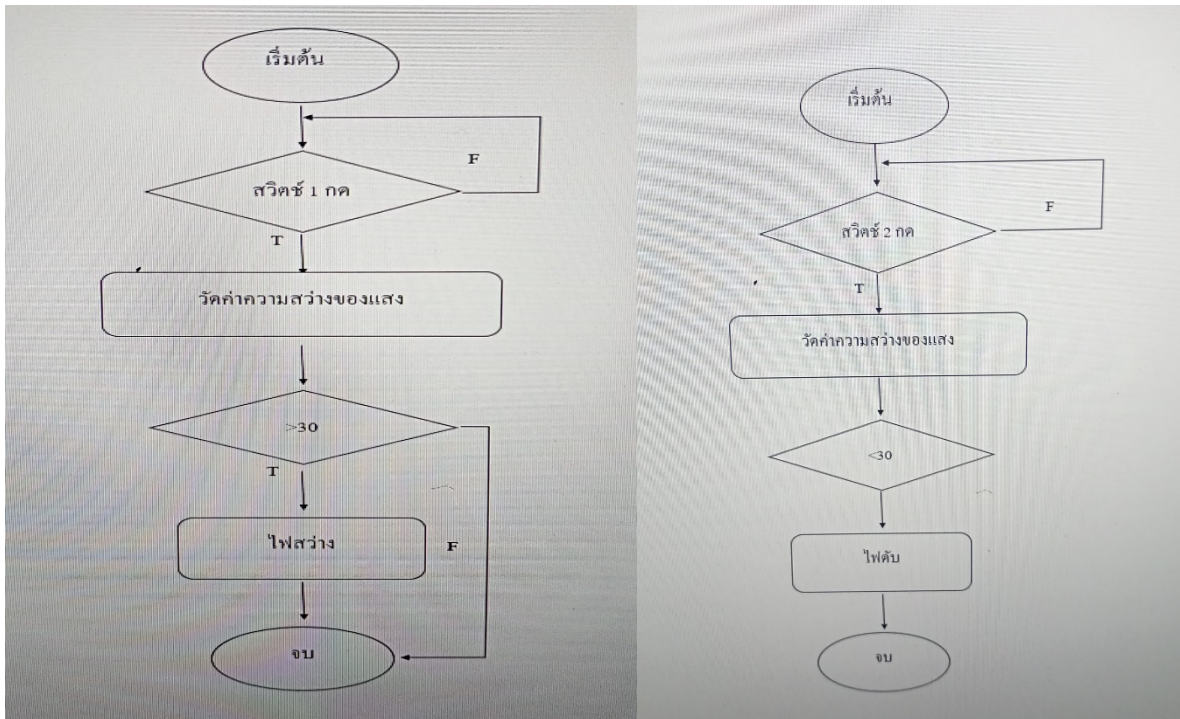 เริ่มต้น
F
สวิตช์ 1 กด
T
วัดค่าความสว่างของแสง
>30
T
ไฟสว่าง
F
จบ
เริ่มต้น
F
สวิตช์ 2 กด
T
วัดค่าความสว่างของแสง
<30
ไฟดับ
จบ